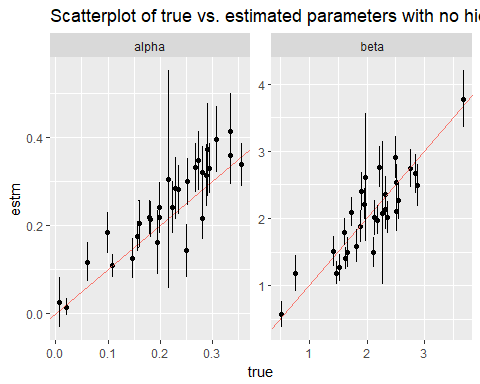 Scatterplot of true vs. estimated parameters with no hi
alpha
beta
estm
0.0
0.2
0.4
1
2
3
4
0.0
0.1
0.2
0.3
1
2
3
true